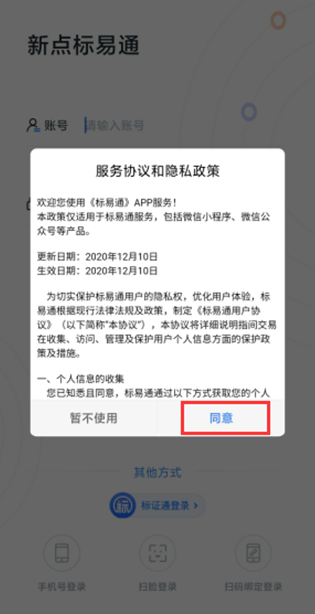 新点标易通
账号 请输入账号
服务协议和隐私政策
欢迎您使用《标易通》APP服务！
本政策仅适用于标易通服务，包括微信小程序、微信公
众号等产品。
更新日期：2020年12月10日
生效日期：2020年12月10日
为切实保护标易通用户的隐私权，优化用户体验，标
易通根据现行法律法规及政策，制定《标易通用户协
议》（以下简称“本协议”），本协议将详细说明指间交易
在收集、访问、管理及保护用户个人信息方面的保护政
策及措施。
一、个人信息的收集
您已知悉且同意，标易通通过以下方式获取您的个人
暂不使用 同意
其他方式
标 标证通登录 >
手机号登录 扫脸登录 扫码绑定登录